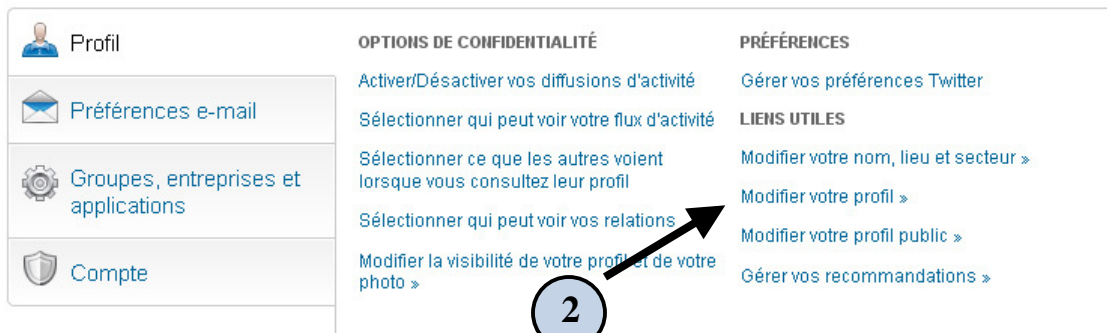 Profil
Préférences e-mail
Groupes, entreprises et
applications
Compte
OPTIONS DE CONFIDENTIALITÉ
Activer/Désactiver vos diffusions d'activité
Sélectionner qui peut voir votre flux d'activité
Sélectionner ce que les autres voient
lorsque vous consultez leur profil
Sélectionner qui peut voir vos relations
Modifier la visibilité de votre profil et de votre
photo »
PRÉFÉRENCES
Gérer vos préférences Twitter
LIENS UTILES
Modifier votre nom, lieu et secteur »
Modifier votre profil »
Modifier votre profil public »
Gérer vos recommandations »
2